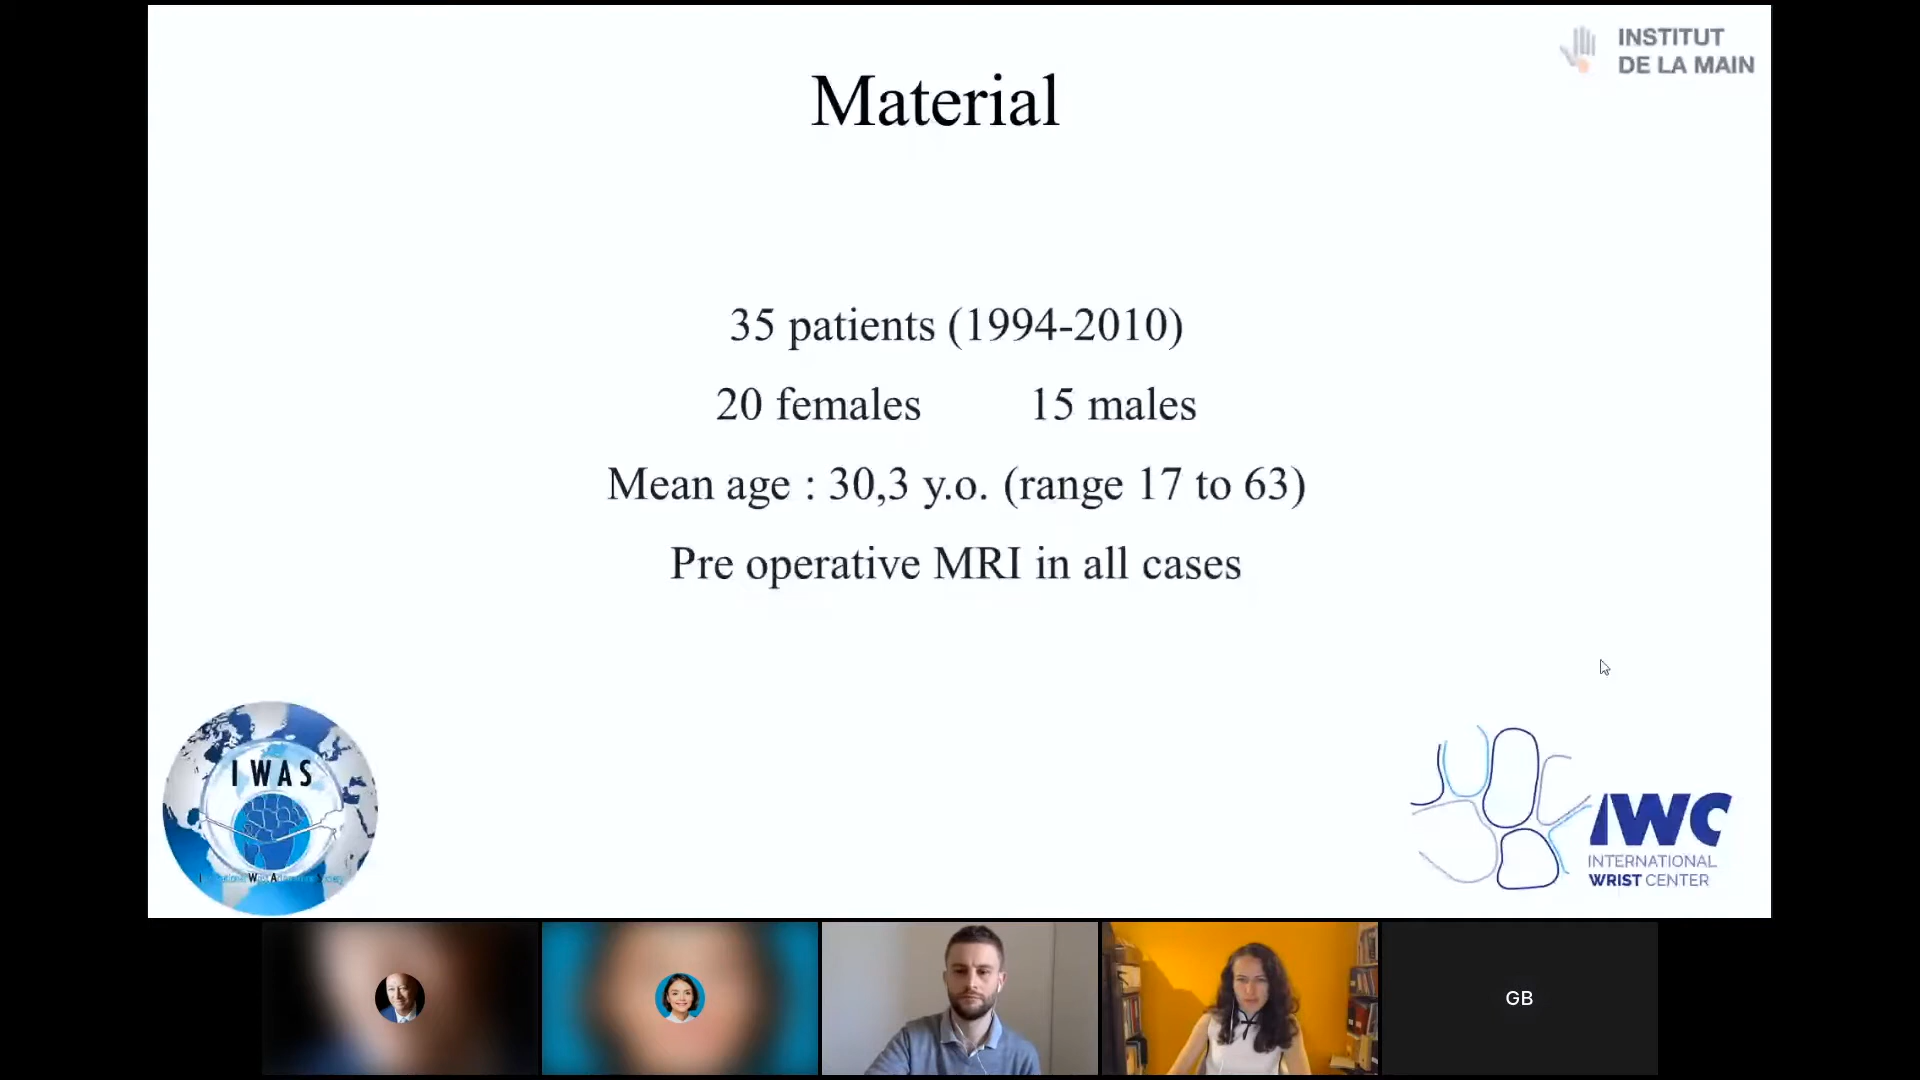 INSTITUT
DE LA MAIN
Material
35 patients (1994-2010)
20 females 15 males
Mean age : 30,3 y.o. (range 17 to 63)
Pre operative MRI in all cases
IWAS
IWC
INTERNATIONAL
WRIST CENTER
GB